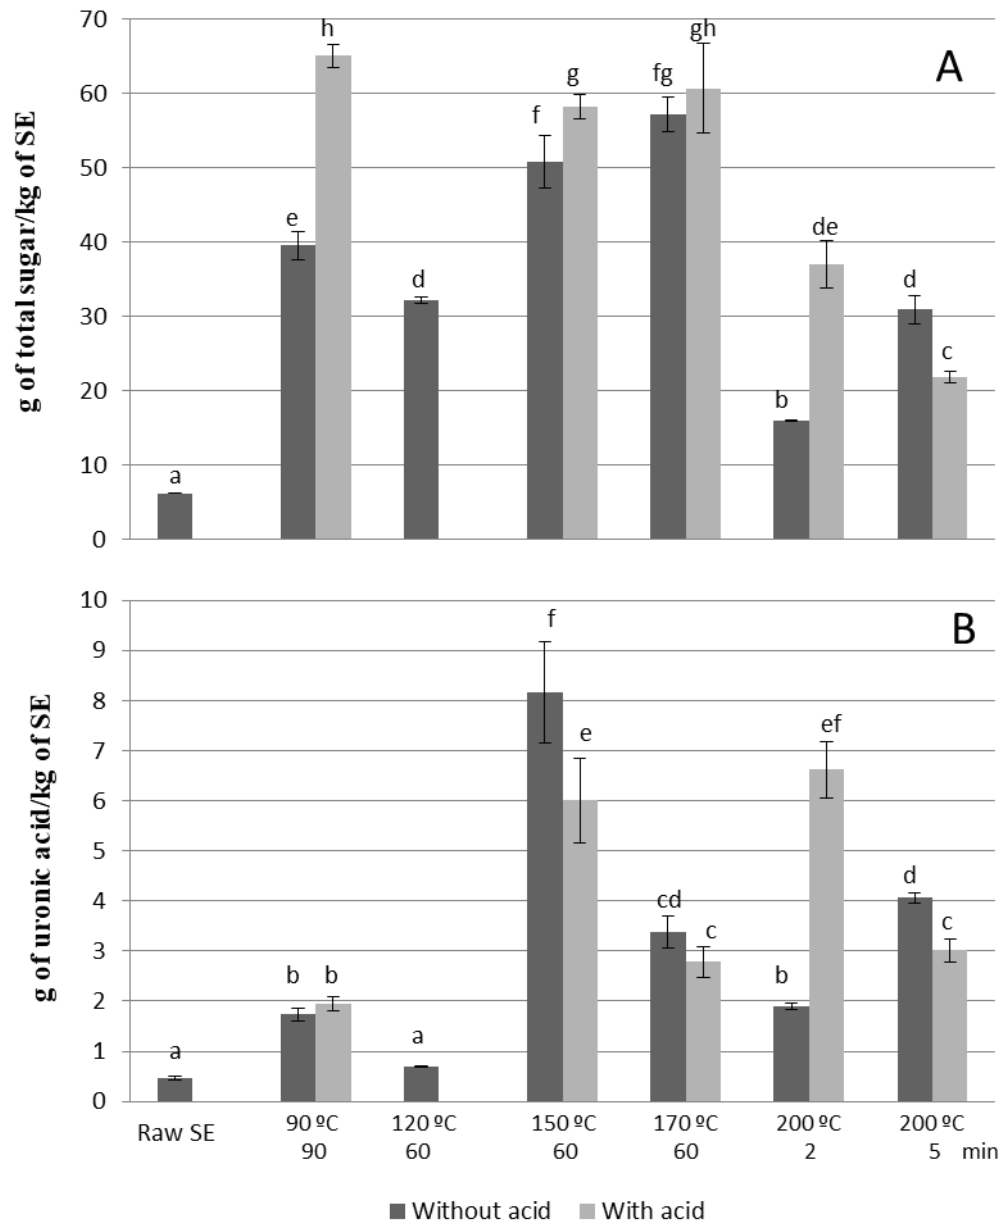 g of total sugar/kg of SE
70
60
50
40
30
20
10
0
A
a
e
h
d
f
g
fg
gh
b
de
d
c
g of uronic acid/kg of SE
10
9
8
7
6
5
4
3
2
1
0
B
a
b
b
a
f
e
cd
c
b
ef
d
c
Raw SE
90 ºC 120 ºC 150 ºC 170 ºC 200 ºC 200 ºC
90 60 60 60 2 5 min
Without acid With acid